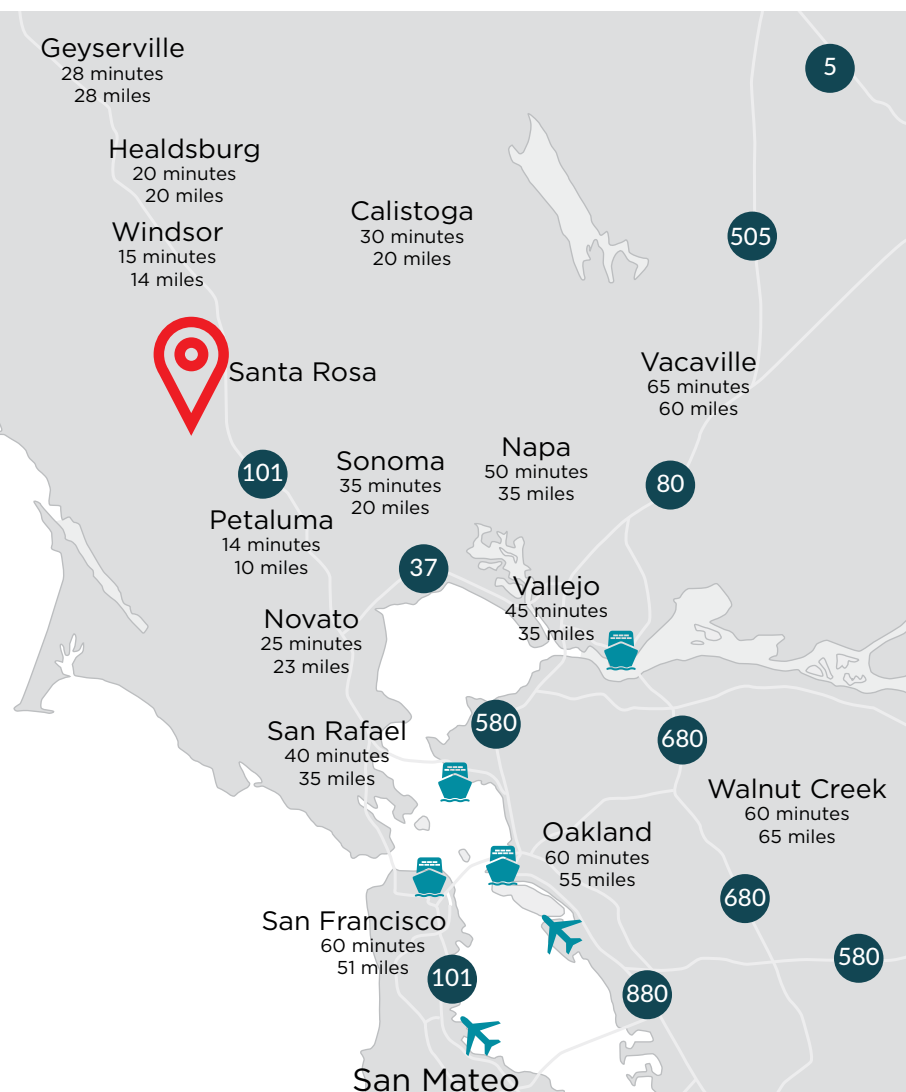 Geyserville
28 minutes
28 miles
5
Healdsburg
20 minutes
20 miles
Calistoga
30 minutes
20 miles
Windsor
15 minutes
14 miles
505
Santa Rosa
Vacaville
65 minutes
60 miles
101
Sonoma
35 minutes
20 miles
Napa
50 minutes
35 miles
80
Petaluma
14 minutes
10 miles
37
Vallejo
45 minutes
35 miles
Novato
25 minutes
23 miles
580
680
San Rafael
40 minutes
35 miles
Walnut Creek
60 minutes
65 miles
Oakland
60 minutes
55 miles
680
San Francisco
60 minutes
51 miles
101
580
880
San Mateo